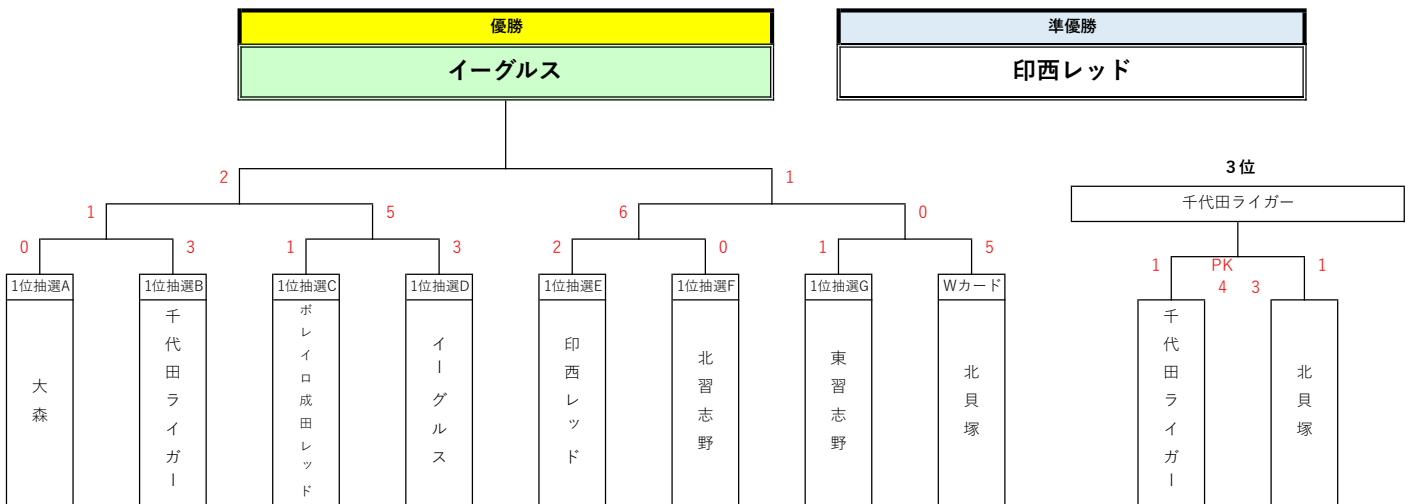 優勝
準優勝
イーグルス
印西レッド
3位
2
1
千代田ライガー
1
5
6
0
0
3
1
3
2
0
1
5
1
PK
1
4 3
1位抽選A
1位抽選B
1位抽選C
1位抽選D
1位抽選E
1位抽選F
1位抽選G
Wカード
大森
千代田ライガー
ボレイロ成田レッド
イーグルス
印西レッド
北習志野
東習志野
北貝塚
千代田ライガー
北貝塚